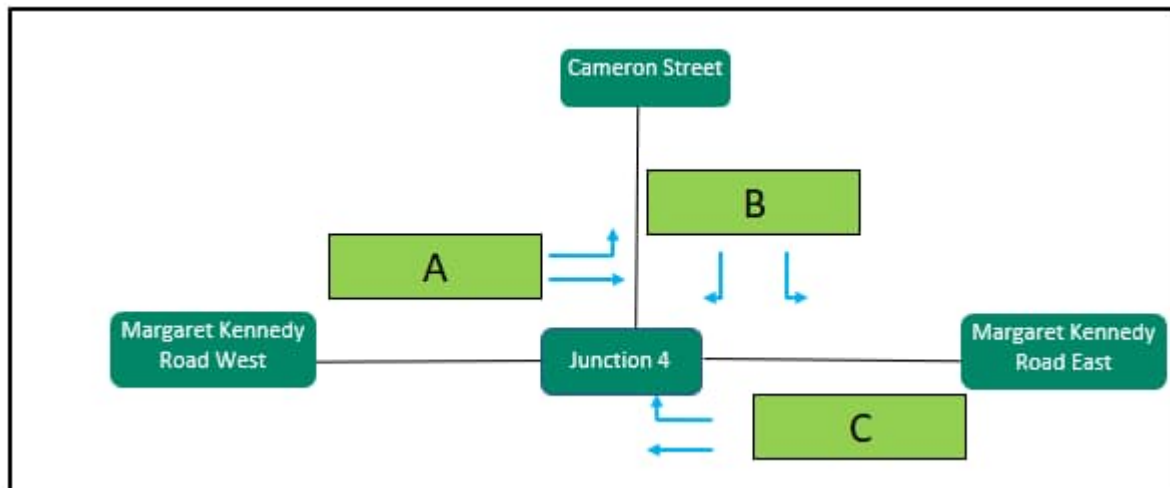 Cameron Street
B
A
Margaret Kennedy
Road West
Junction 4
Margaret Kennedy
Road East
C